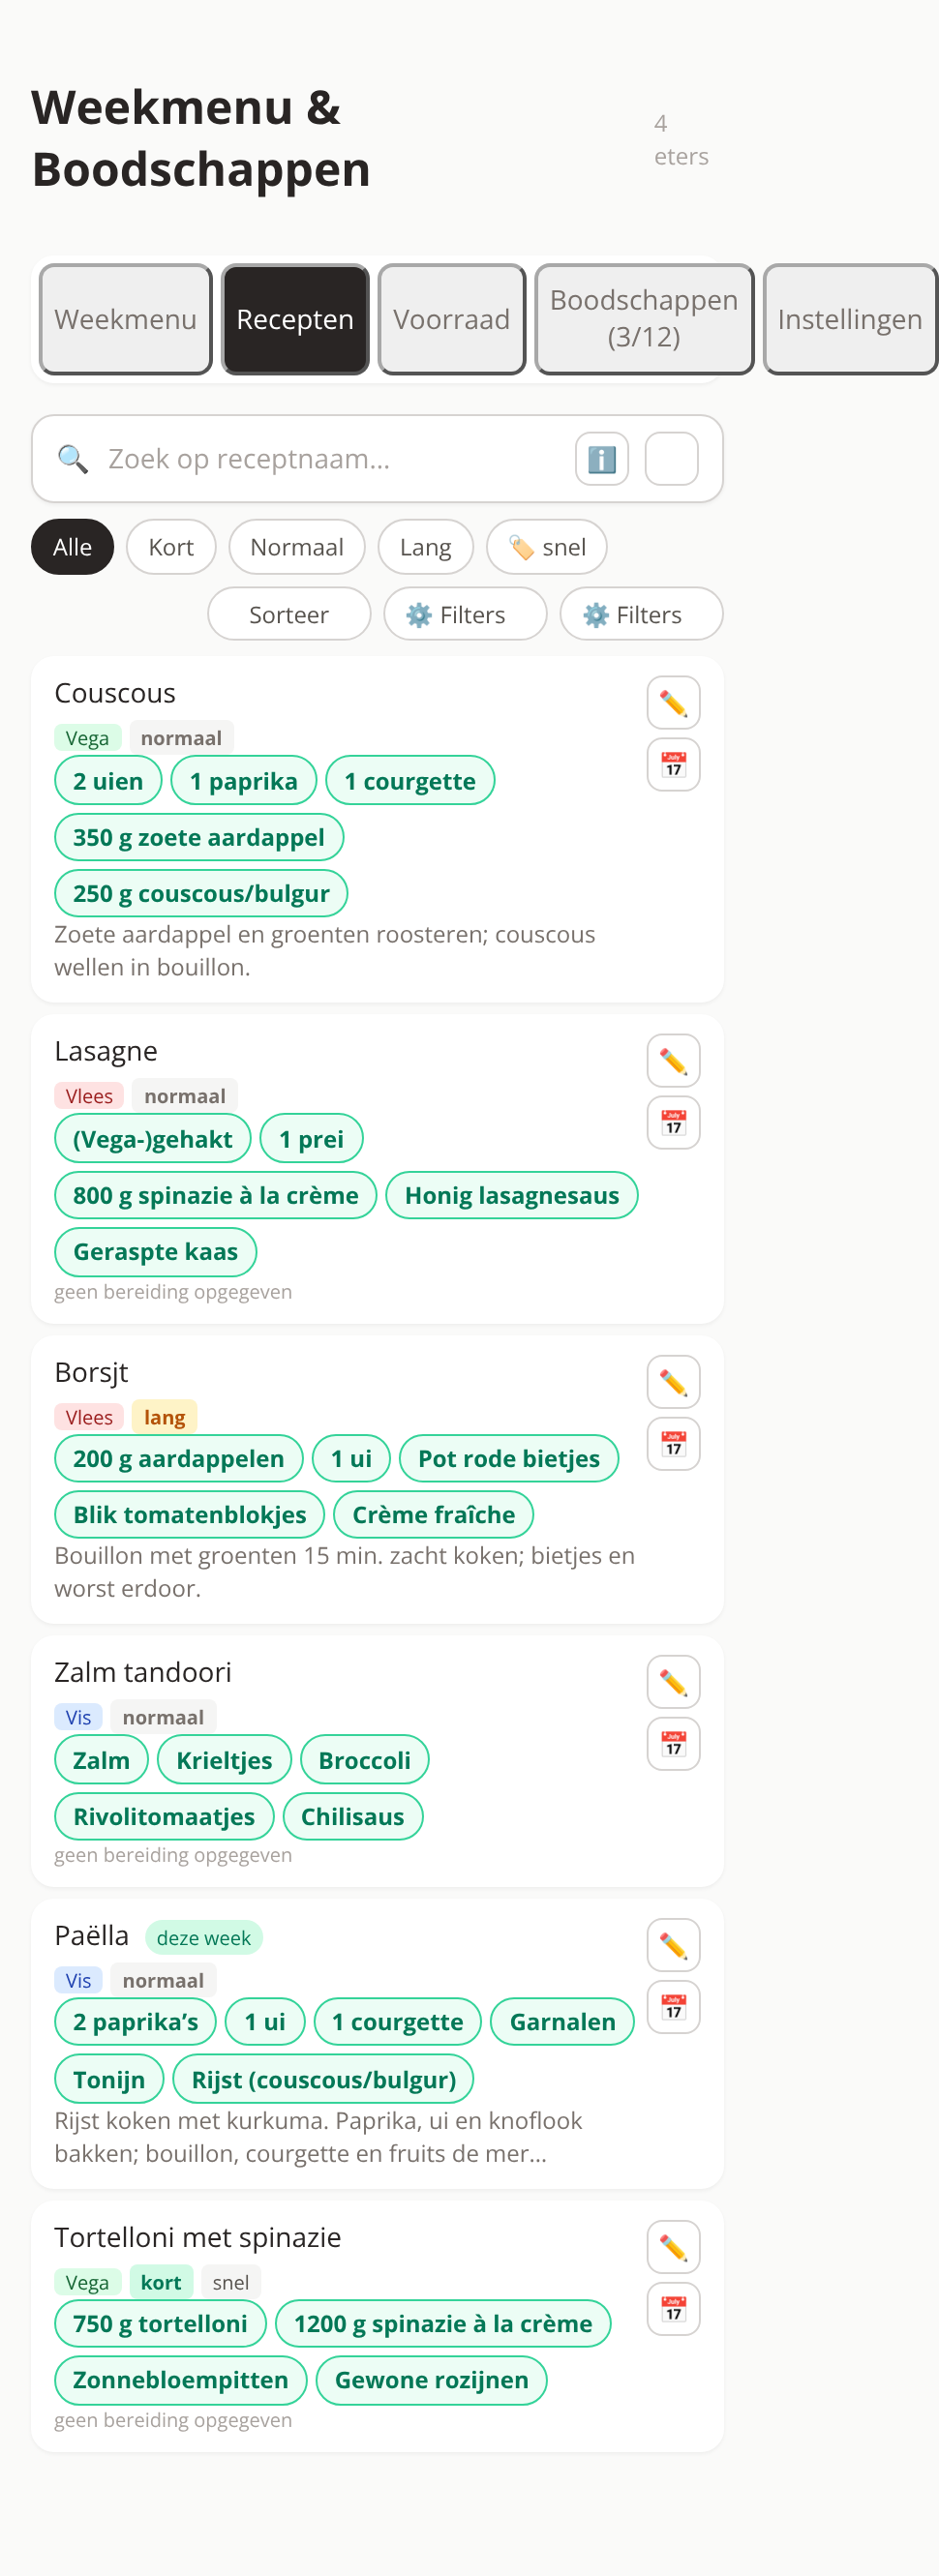 Weekmenu &
Boodschappen
4
eters
Weekmenu
Recepten
Voorraad
Boodschappen
(3/12)
Instellingen
🔍 Zoek op receptnaam... ℹ️
Alle Kort Normaal Lang 🏷️ snel
Sorteer ⚙️ Filters ⚙️ Filters
Couscous
Vega normaal
2 uien 1 paprika 1 courgette
350 g zoete aardappel
250 g couscous/bulgur
Zoete aardappel en groenten roosteren; couscous
wellen in bouillon.
Lasagne
Vlees normaal
(Vega-)gehakt 1 prei
800 g spinazie à la crème Honig lasagnesaus
Geraspte kaas
geen bereiding opgegeven
Borsjt
Vlees lang
200 g aardappelen 1 ui Pot rode bietjes
Blik tomatenblokjes Crème fraîche
Bouillon met groenten 15 min. zacht koken; bietjes en
worst erdoor.
Zalm tandoori
Vis normaal
Zalm Krieltjes Broccoli
Rivolitomaatjes Chilisaus
geen bereiding opgegeven
Paëlla deze week
Vis normaal
2 paprika’s 1 ui 1 courgette Garnalen
Tonijn Rijst (couscous/bulgur)
Rijst koken met kurkuma. Paprika, ui en knoflook
bakken; bouillon, courgette en fruits de mer...
Tortelloni met spinazie
Vega kort snel
750 g tortelloni 1200 g spinazie à la crème
Zonnebloempitten Gewone rozijnen
geen bereiding opgegeven